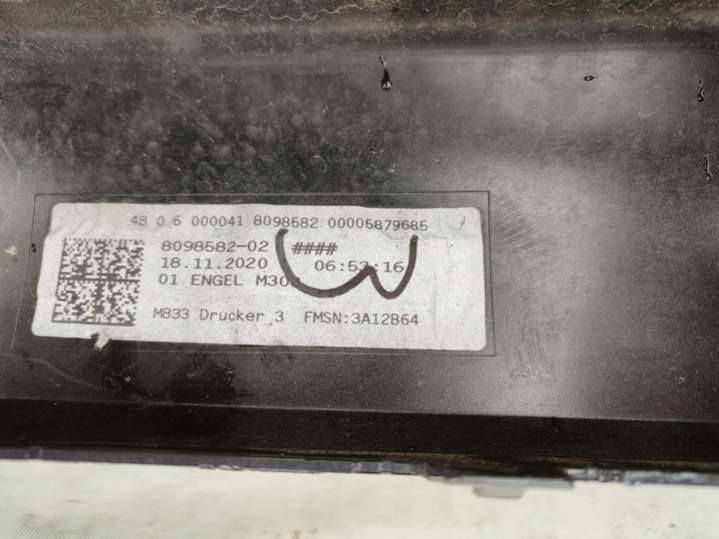 48 0 6 000041 8098582 00005879685
8098582-02 ####
18.11.2020 06:53:16
01 ENGEL M30
M833 Drucker 3 FMSN:3A12B64